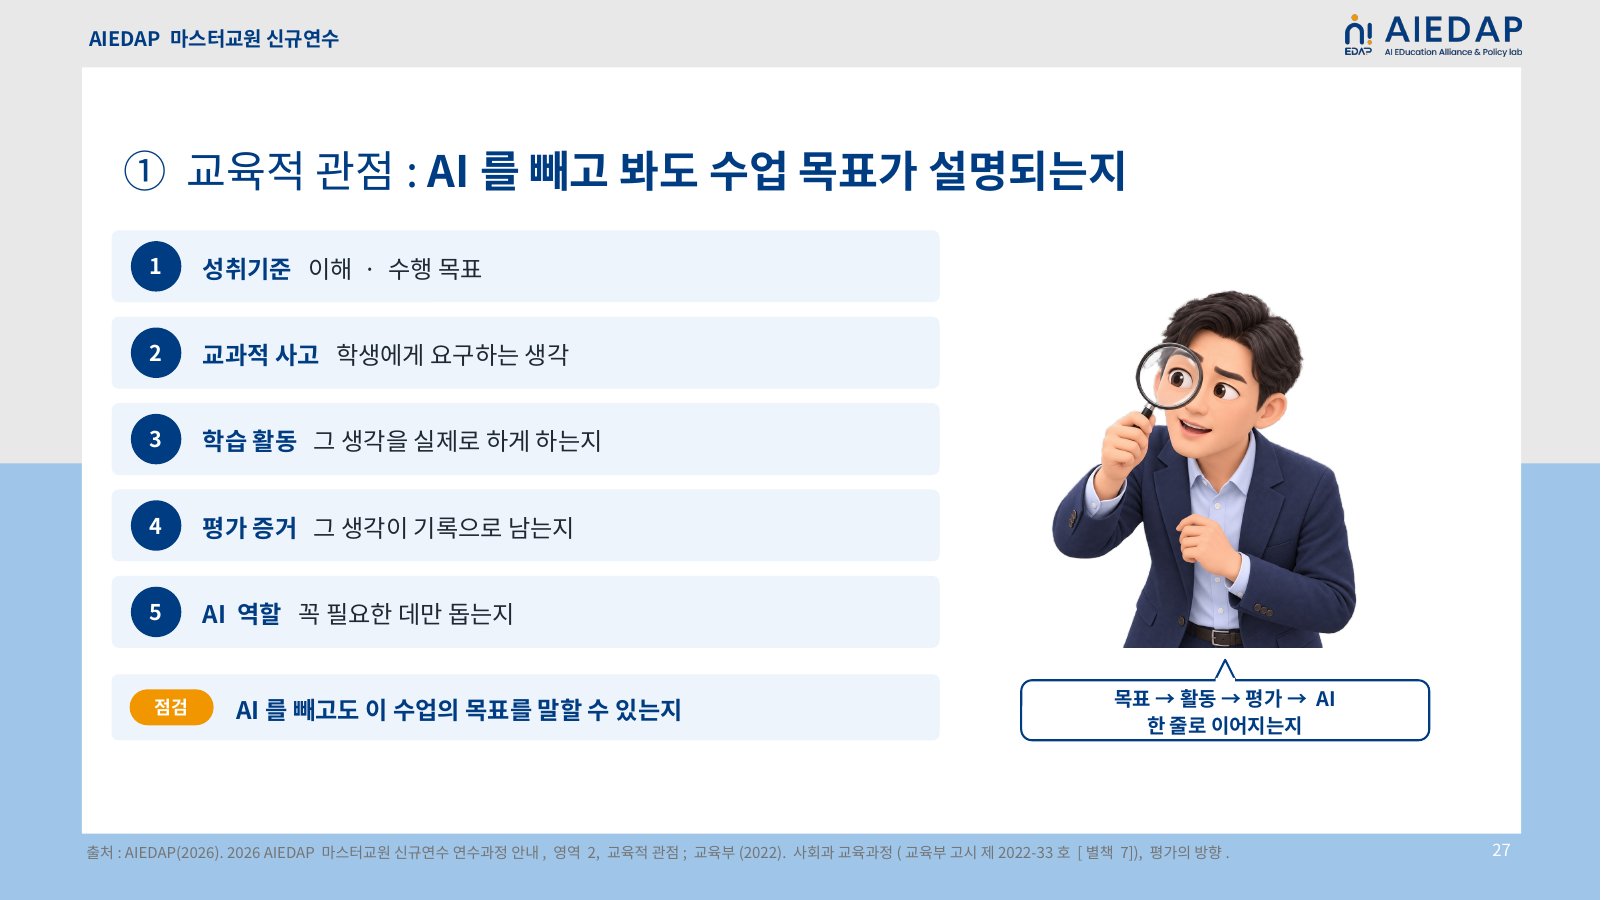 AIEDAP 마스터교원 신규연수
AIEDAP
EDAP
AI EDucation Alliance & Policy lab
① 교육적 관점 : AI 를 빼고 봐도 수업 목표가 설명되는지
1 성취기준 이해 · 수행 목표
2 교과적 사고 학생에게 요구하는 생각
3 학습 활동 그 생각을 실제로 하게 하는지
4 평가 증거 그 생각이 기록으로 남는지
5 AI 역할 꼭 필요한 데만 돕는지
점검 AI 를 빼고도 이 수업의 목표를 말할 수 있는지
목표 → 활동 → 평가 → AI
한 줄로 이어지는지
출처 : AIEDAP(2026). 2026 AIEDAP 마스터교원 신규연수 연수과정 안내 , 영역 2, 교육적 관점 ; 교육부 (2022). 사회과 교육과정 ( 교육부 고시 제 2022-33 호 [ 별책 7]), 평가의 방향 .
27